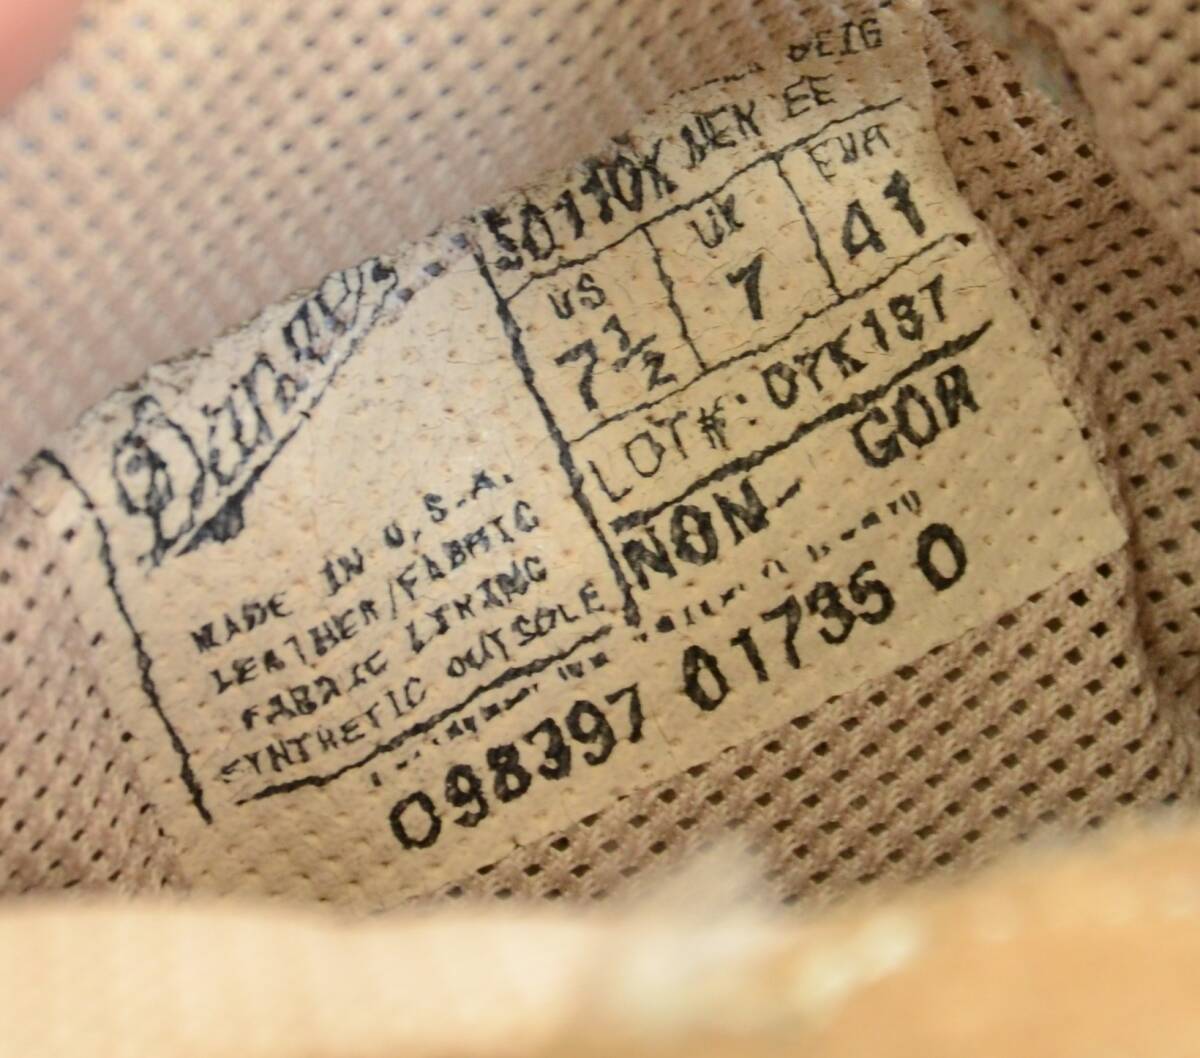 Danner
MADE IN U.S.A.
LEATHER/FABRIC
FABRIC LINING
SYNTHETIC OUTSOLE
BEIG
50110X MEN EE
US UK EUR
7 1/2 7 41
LOT#:
NON- GOR
098397 01735 0